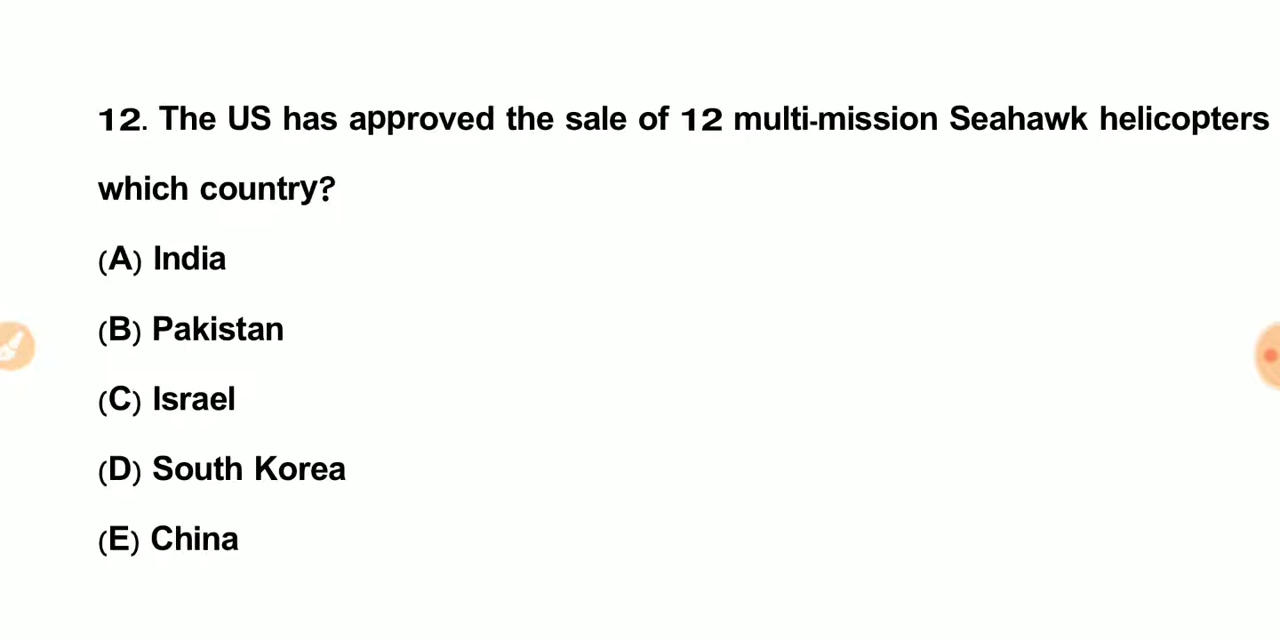 12. The US has approved the sale of 12 multi-mission Seahawk helicopters
which country?
(A) India
(B) Pakistan
(C) Israel
(D) South Korea
(E) China